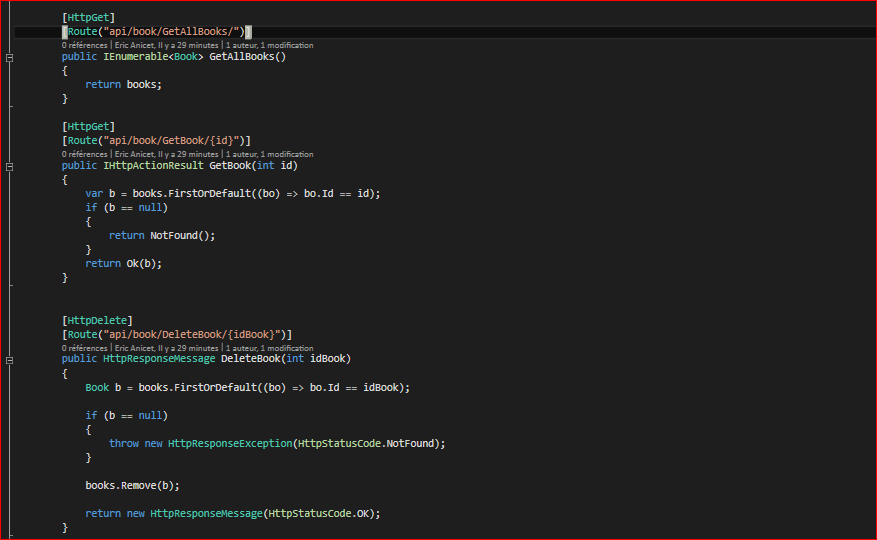 [HttpGet]
[Route("api/book/GetAllBooks/")]
0 références | Eric Anicet, Il y a 29 minutes | 1 auteur, 1 modification
public IEnumerable<Book> GetAllBooks()
{
return books;
}
[HttpGet]
[Route("api/book/GetBook/{id}")]
0 références | Eric Anicet, Il y a 29 minutes | 1 auteur, 1 modification
public IHttpActionResult GetBook(int id)
{
var b = books.FirstOrDefault((bo) => bo.Id == id);
if (b == null)
{
return NotFound();
}
return Ok(b);
}
[HttpDelete]
[Route("api/book/DeleteBook/{idBook}")]
0 références | Eric Anicet, Il y a 29 minutes | 1 auteur, 1 modification
public HttpResponseMessage DeleteBook(int idBook)
{
Book b = books.FirstOrDefault((bo) => bo.Id == idBook);
if (b == null)
{
throw new HttpResponseException(HttpStatusCode.NotFound);
}
books.Remove(b);
return new HttpResponseMessage(HttpStatusCode.OK);
}